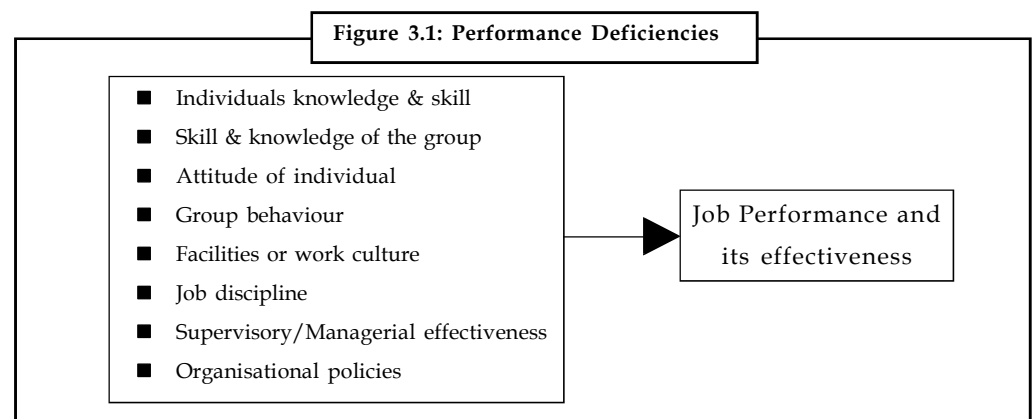 Figure 3.1: Performance Deficiencies
Individuals knowledge & skill
Skill & knowledge of the group
Attitude of individual
Group behaviour
Facilities or work culture
Job discipline
Supervisory/Managerial effectiveness
Organisational policies
Job Performance and
its effectiveness